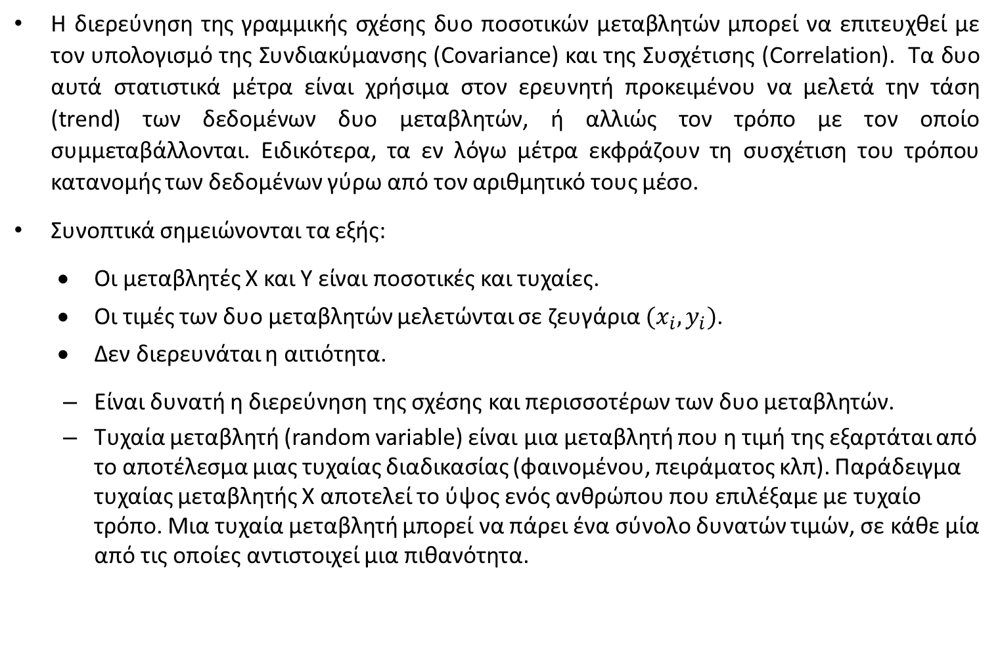 • Η διερεύνηση της γραμμικής σχέσης δυο ποσοτικών μεταβλητών μπορεί να επιτευχθεί με
τον υπολογισμό της Συνδιακύμανσης (Covariance) και της Συσχέτισης (Correlation). Τα δυο
αυτά στατιστικά μέτρα είναι χρήσιμα στον ερευνητή προκειμένου να μελετά την τάση
(trend) των δεδομένων δυο μεταβλητών, ή αλλιώς τον τρόπο με τον οποίο
συμμεταβάλλονται. Ειδικότερα, τα εν λόγω μέτρα εκφράζουν τη συσχέτιση του τρόπου
κατανομής των δεδομένων γύρω από τον αριθμητικό τους μέσο.
• Συνοπτικά σημειώνονται τα εξής:
• Οι μεταβλητές Χ και Υ είναι ποσοτικές και τυχαίες.
• Οι τιμές των δυο μεταβλητών μελετώνται σε ζευγάρια (𝑥ᵢ, 𝑦ᵢ).
• Δεν διερευνάται η αιτιότητα.
– Είναι δυνατή η διερεύνηση της σχέσης και περισσοτέρων των δυο μεταβλητών.
– Τυχαία μεταβλητή (random variable) είναι μια μεταβλητή που η τιμή της εξαρτάται από
το αποτέλεσμα μιας τυχαίας διαδικασίας (φαινομένου, πειράματος κλπ). Παράδειγμα
τυχαίας μεταβλητής Χ αποτελεί το ύψος ενός ανθρώπου που επιλέξαμε με τυχαίο
τρόπο. Μια τυχαία μεταβλητή μπορεί να πάρει ένα σύνολο δυνατών τιμών, σε κάθε μία
από τις οποίες αντιστοιχεί μια πιθανότητα.